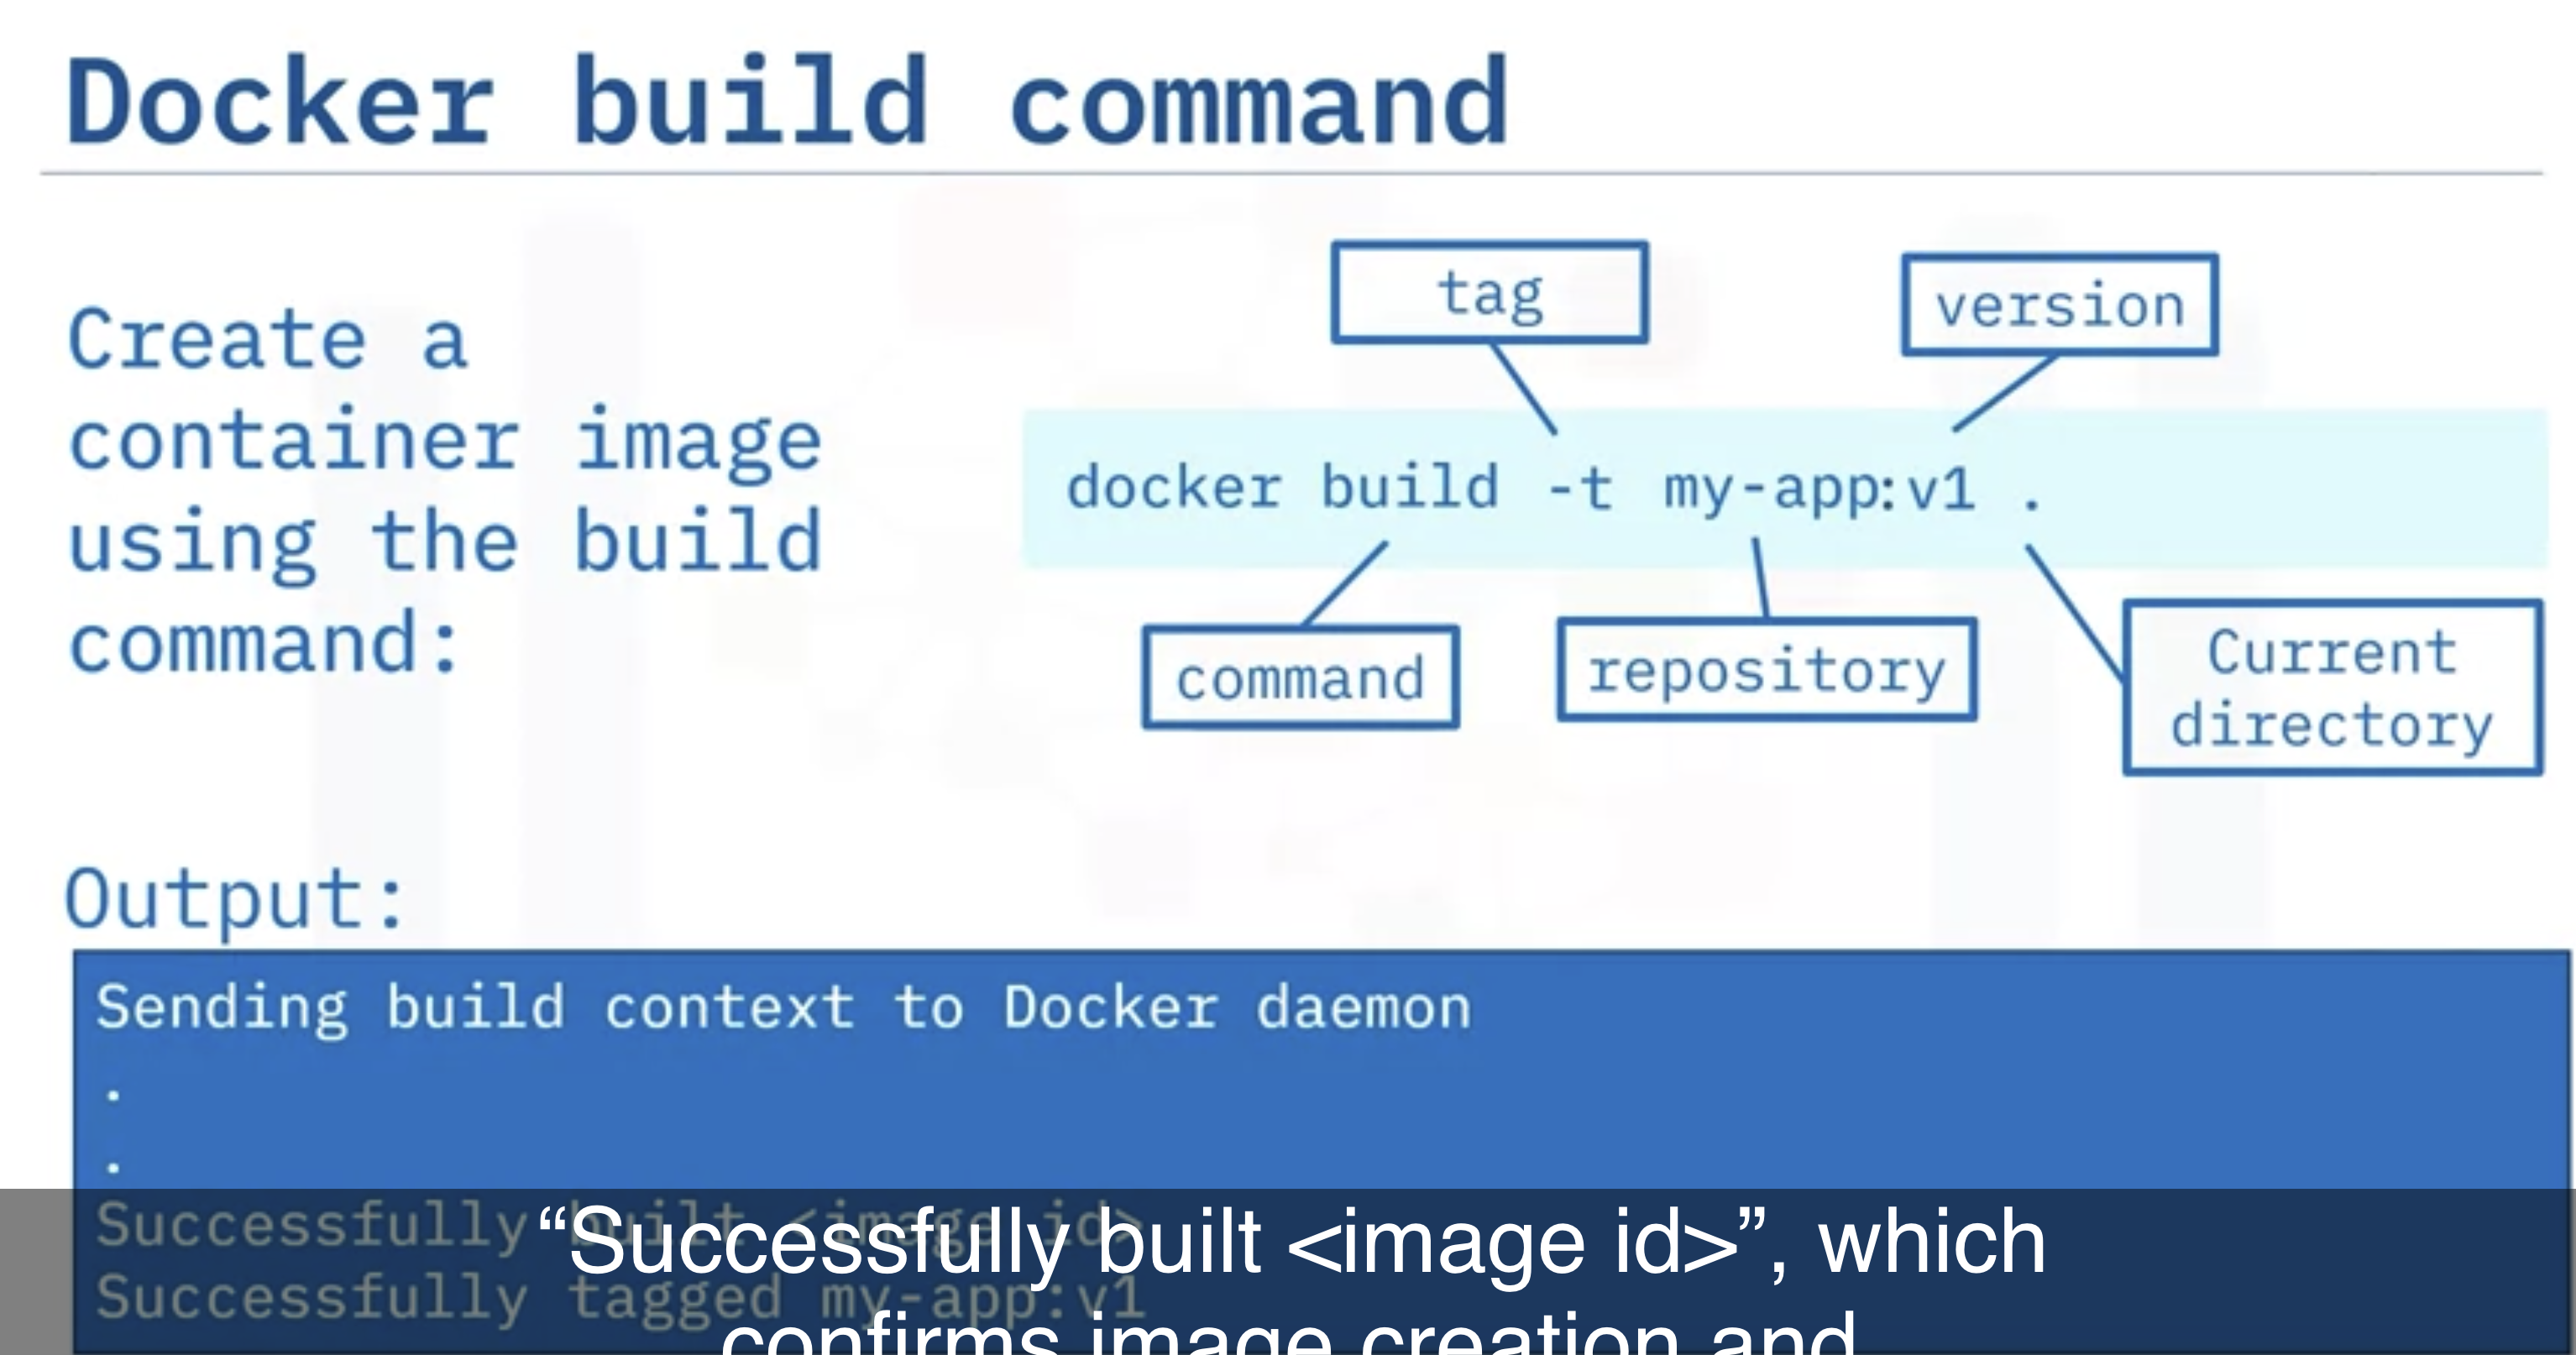 Docker build command
Create a
container image
using the build
command:
tag
version
docker build -t my-app:v1 .
command
repository
Current
directory
Output:
Sending build context to Docker daemon
.
.
Successfully built <image id>
Successfully tagged my-app:v1
“Successfully built <image id>”, which
confirms image creation and